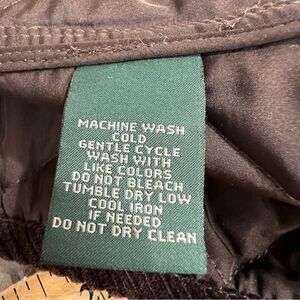 MACHINE WASH
COLD
GENTLE CYCLE
WASH WITH
LIKE COLORS
DO NOT BLEACH
TUMBLE DRY LOW
COOL IRON
IF NEEDED
DO NOT DRY CLEAN